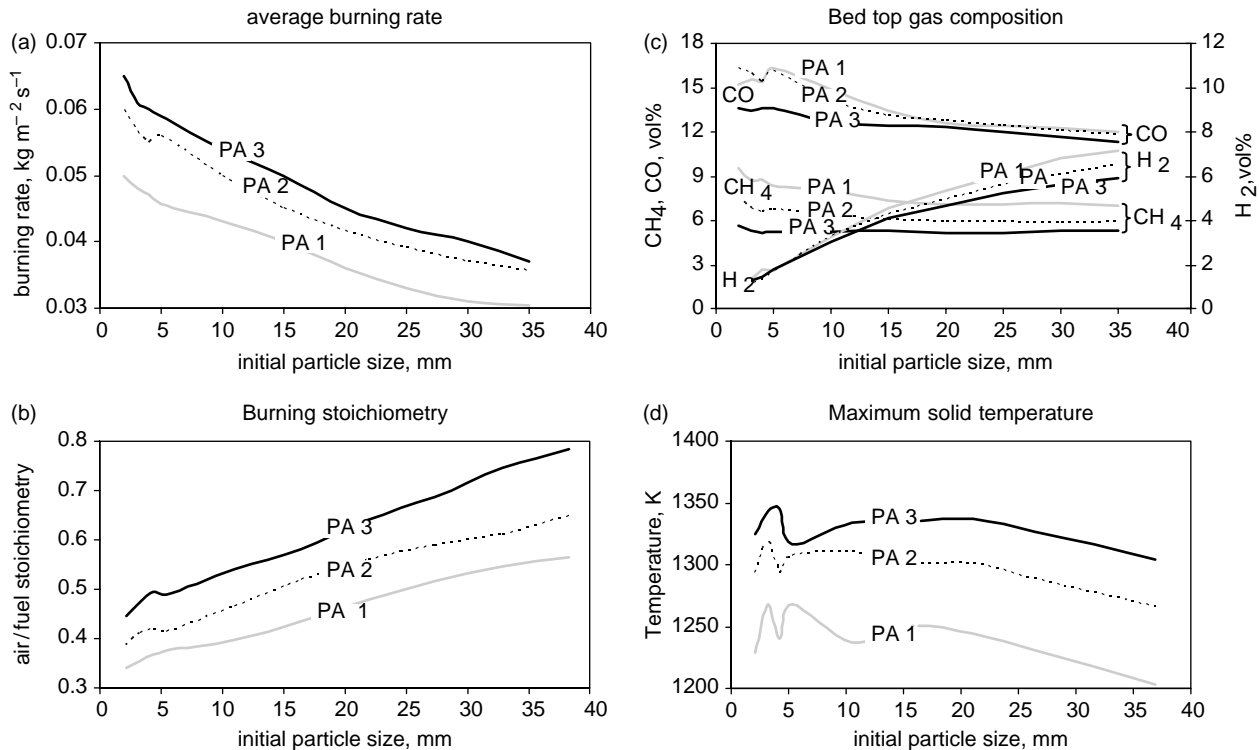 average burning rate
(a)
0.07
0.06
0.05
0.04
0.03
burning rate, kg m⁻² s⁻¹
PA 3
PA 2
PA 1
0 5 10 15 20 25 30 35 40
initial particle size, mm
Bed top gas composition
(c)
18
15
12
9
6
3
0
CH4, CO, vol%
12
10
8
6
4
2
0
H2,vol%
PA 1
PA 2
CO
PA 3
CO
H2
PA 1
PA
PA 3
CH4
PA 1
PA 2
CH4
PA 3
H2
0 5 10 15 20 25 30 35 40
initial particle size, mm
Burning stoichiometry
(b)
0.8
0.7
0.6
0.5
0.4
0.3
air/fuel stoichiometry
PA 3
PA 2
PA 1
0 5 10 15 20 25 30 35 40
initial particle size, mm
Maximum solid temperature
(d)
1400
1350
1300
1250
1200
Temperature, K
PA 3
PA 2
PA 1
0 5 10 15 20 25 30 35 40
initial particle size, mm